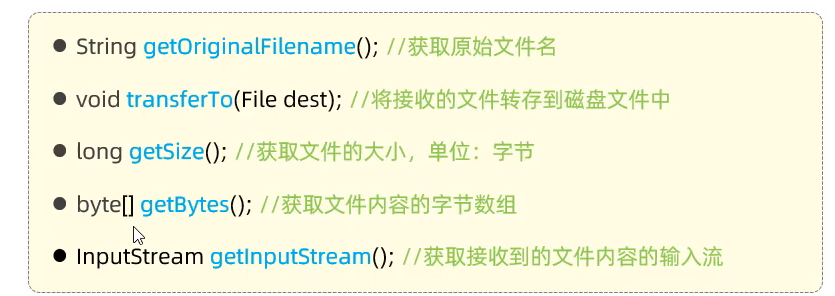 ● String getOriginalFilename(); //获取原始文件名
● void transferTo(File dest); //将接收的文件转存到磁盘文件中
● long getSize(); //获取文件的大小，单位：字节
● byte[] getBytes(); //获取文件内容的字节数组
● InputStream getInputStream(); //获取接收到的文件内容的输入流